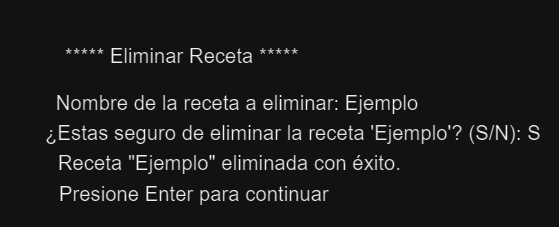 ***** Eliminar Receta *****
Nombre de la receta a eliminar: Ejemplo
¿Estas seguro de eliminar la receta 'Ejemplo'? (S/N): S
Receta "Ejemplo" eliminada con éxito.
Presione Enter para continuar